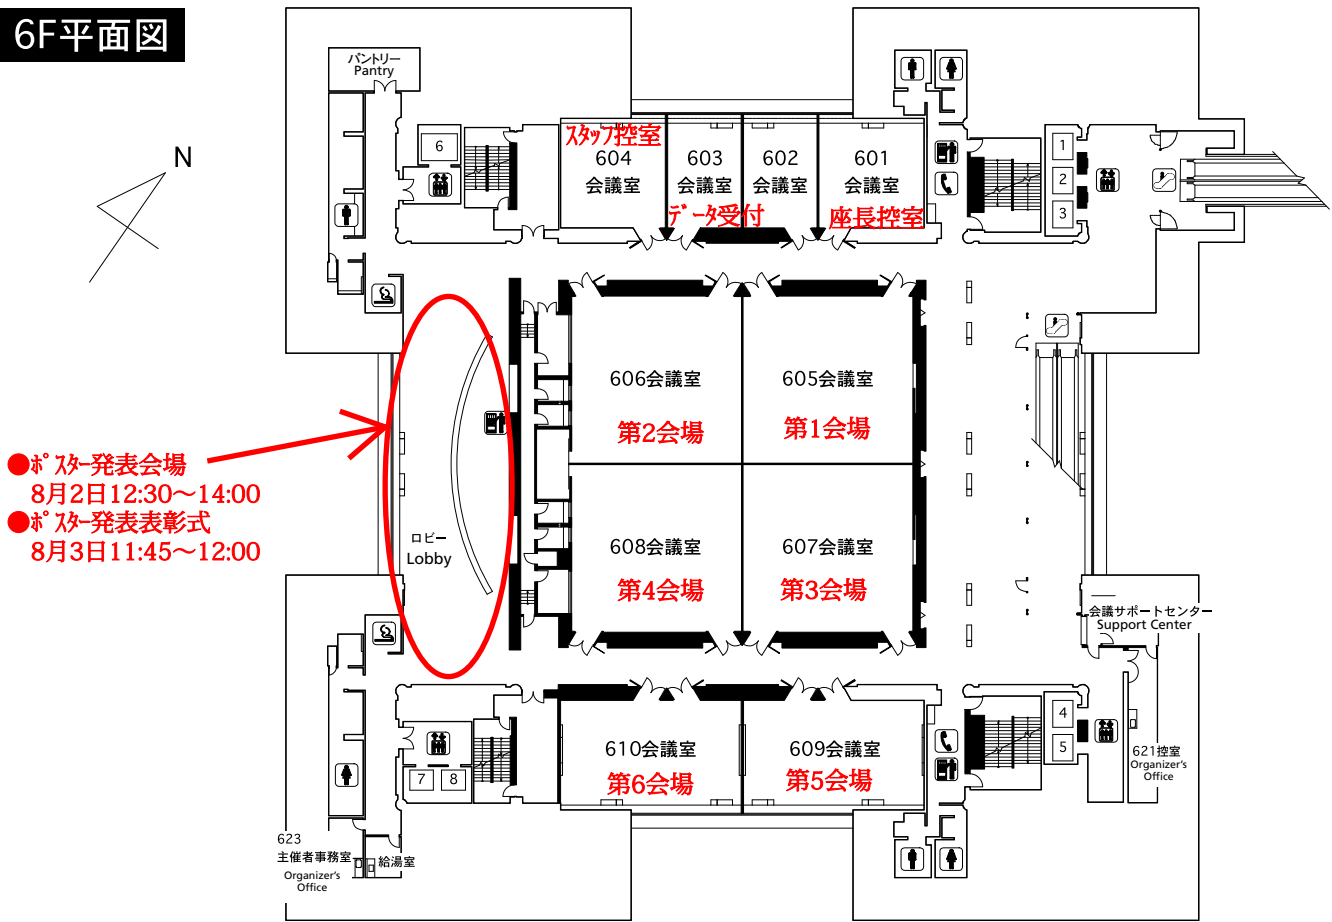 6F平面図
パントリー
Pantry
N
6
スタッフ控室
604
会議室
603
会議室
データ受付
602
会議室
601
会議室
座長控室
1
2
3
606会議室
第2会場
605会議室
第1会場
●ポスター発表会場
8月2日12:30～14:00
●ポスター発表表彰式
8月3日11:45～12:00
ロビー
Lobby
608会議室
第4会場
607会議室
第3会場
会議サポートセンター
Support Center
610会議室
第6会場
609会議室
第5会場
4
5
7
8
621控室
Organizer's
Office
623
主催者事務室
Organizer's
Office
給湯室